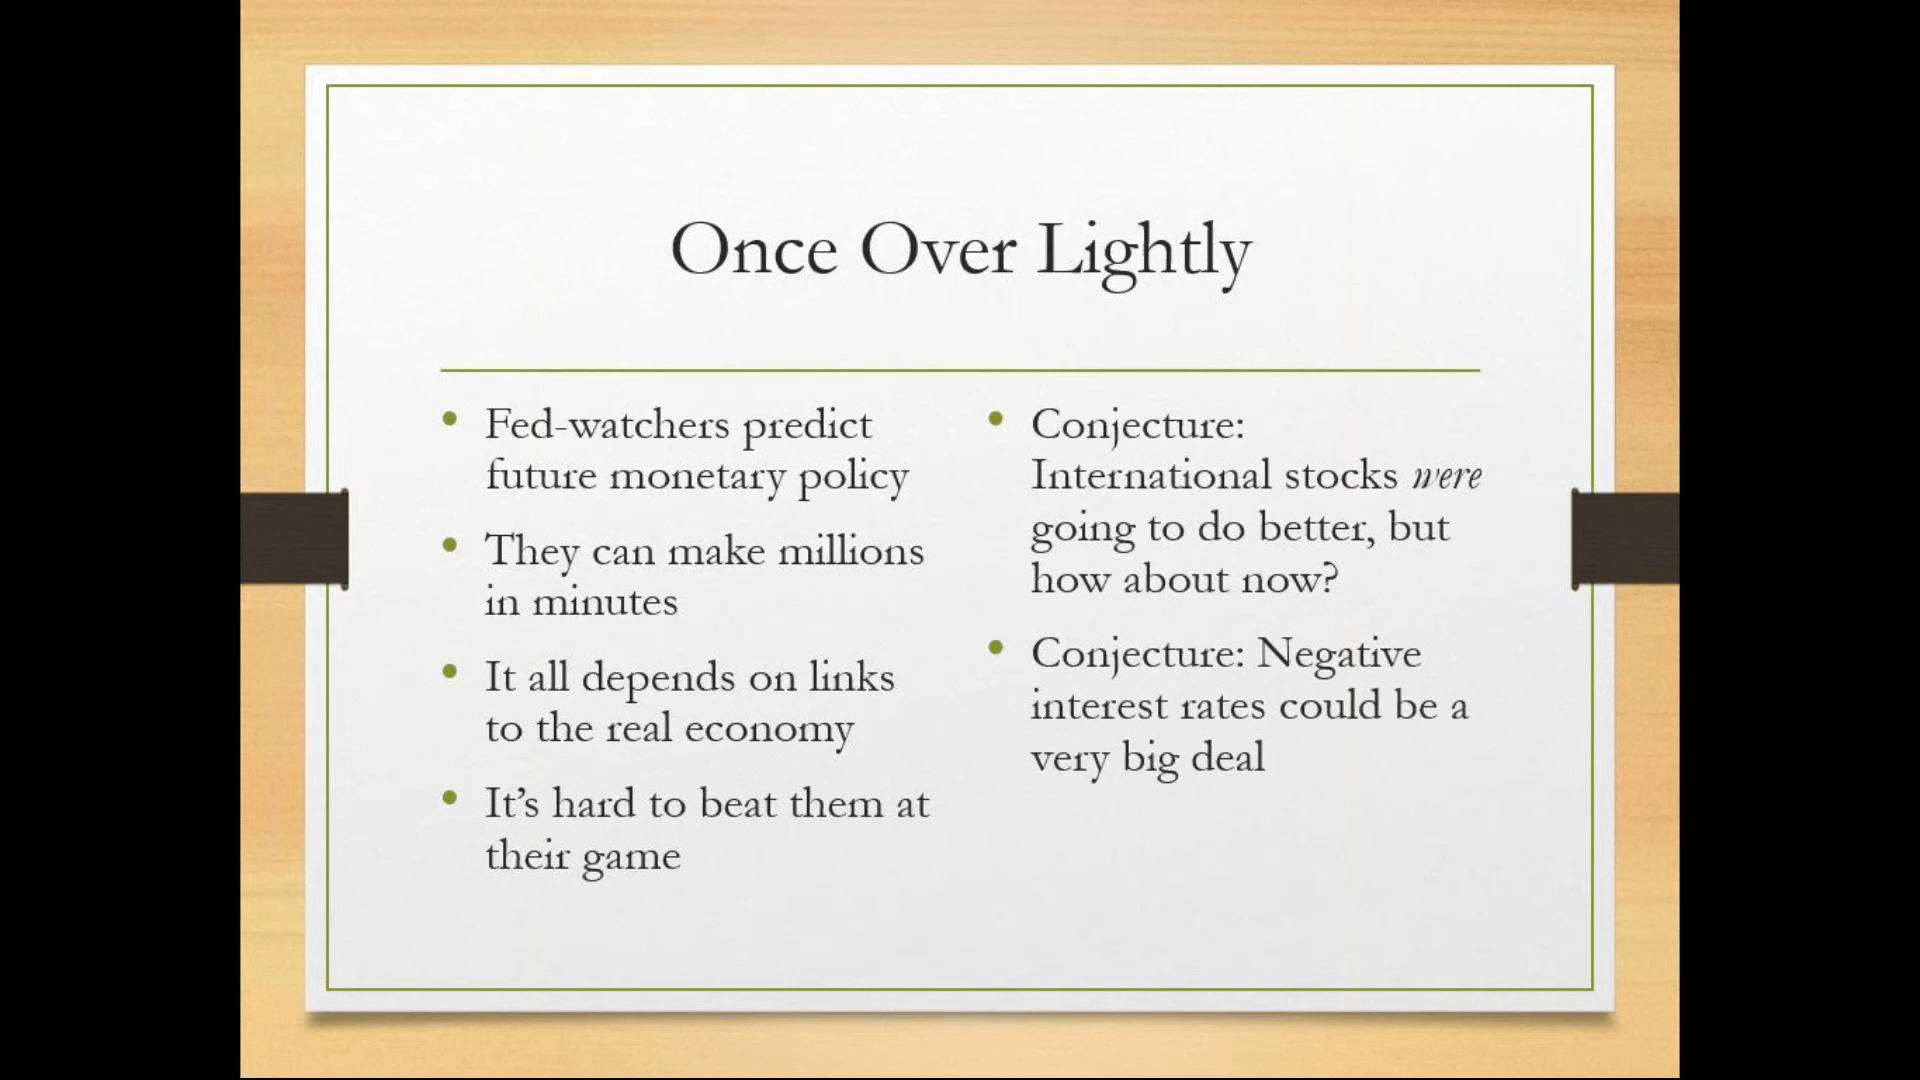 Once Over Lightly
Fed-watchers predict
future monetary policy
They can make millions
in minutes
It all depends on links
to the real economy
It’s hard to beat them at
their game
Conjecture:
International stocks were
going to do better, but
how about now?
Conjecture: Negative
interest rates could be a
very big deal